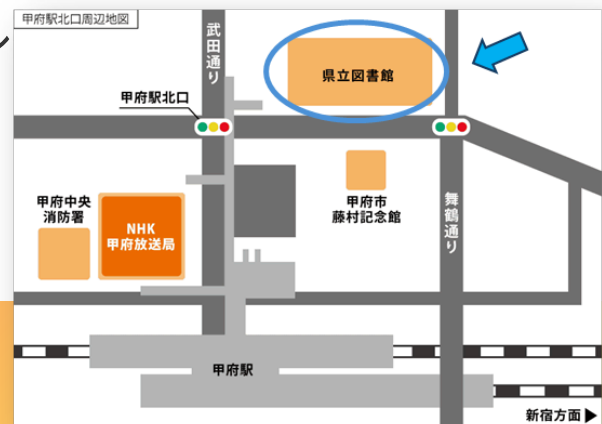 甲府駅北口周辺地図
武田通り
県立図書館
甲府駅北口
甲府中央
消防署
NHK
甲府放送局
甲府市
藤村記念館
舞鶴通り
甲府駅
新宿方面▶